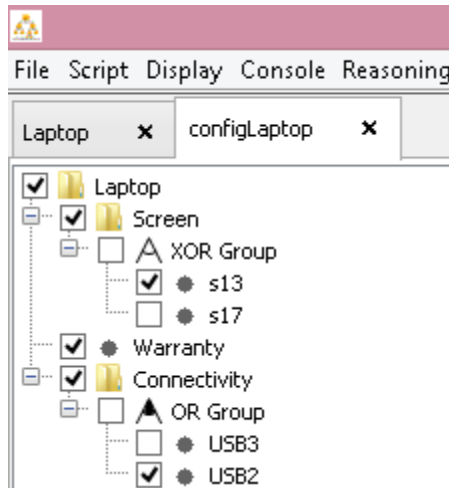 File Script Display Console Reasoning
Laptop x configLaptop x
Laptop
Screen
XOR Group
s13
s17
Warranty
Connectivity
OR Group
USB3
USB2